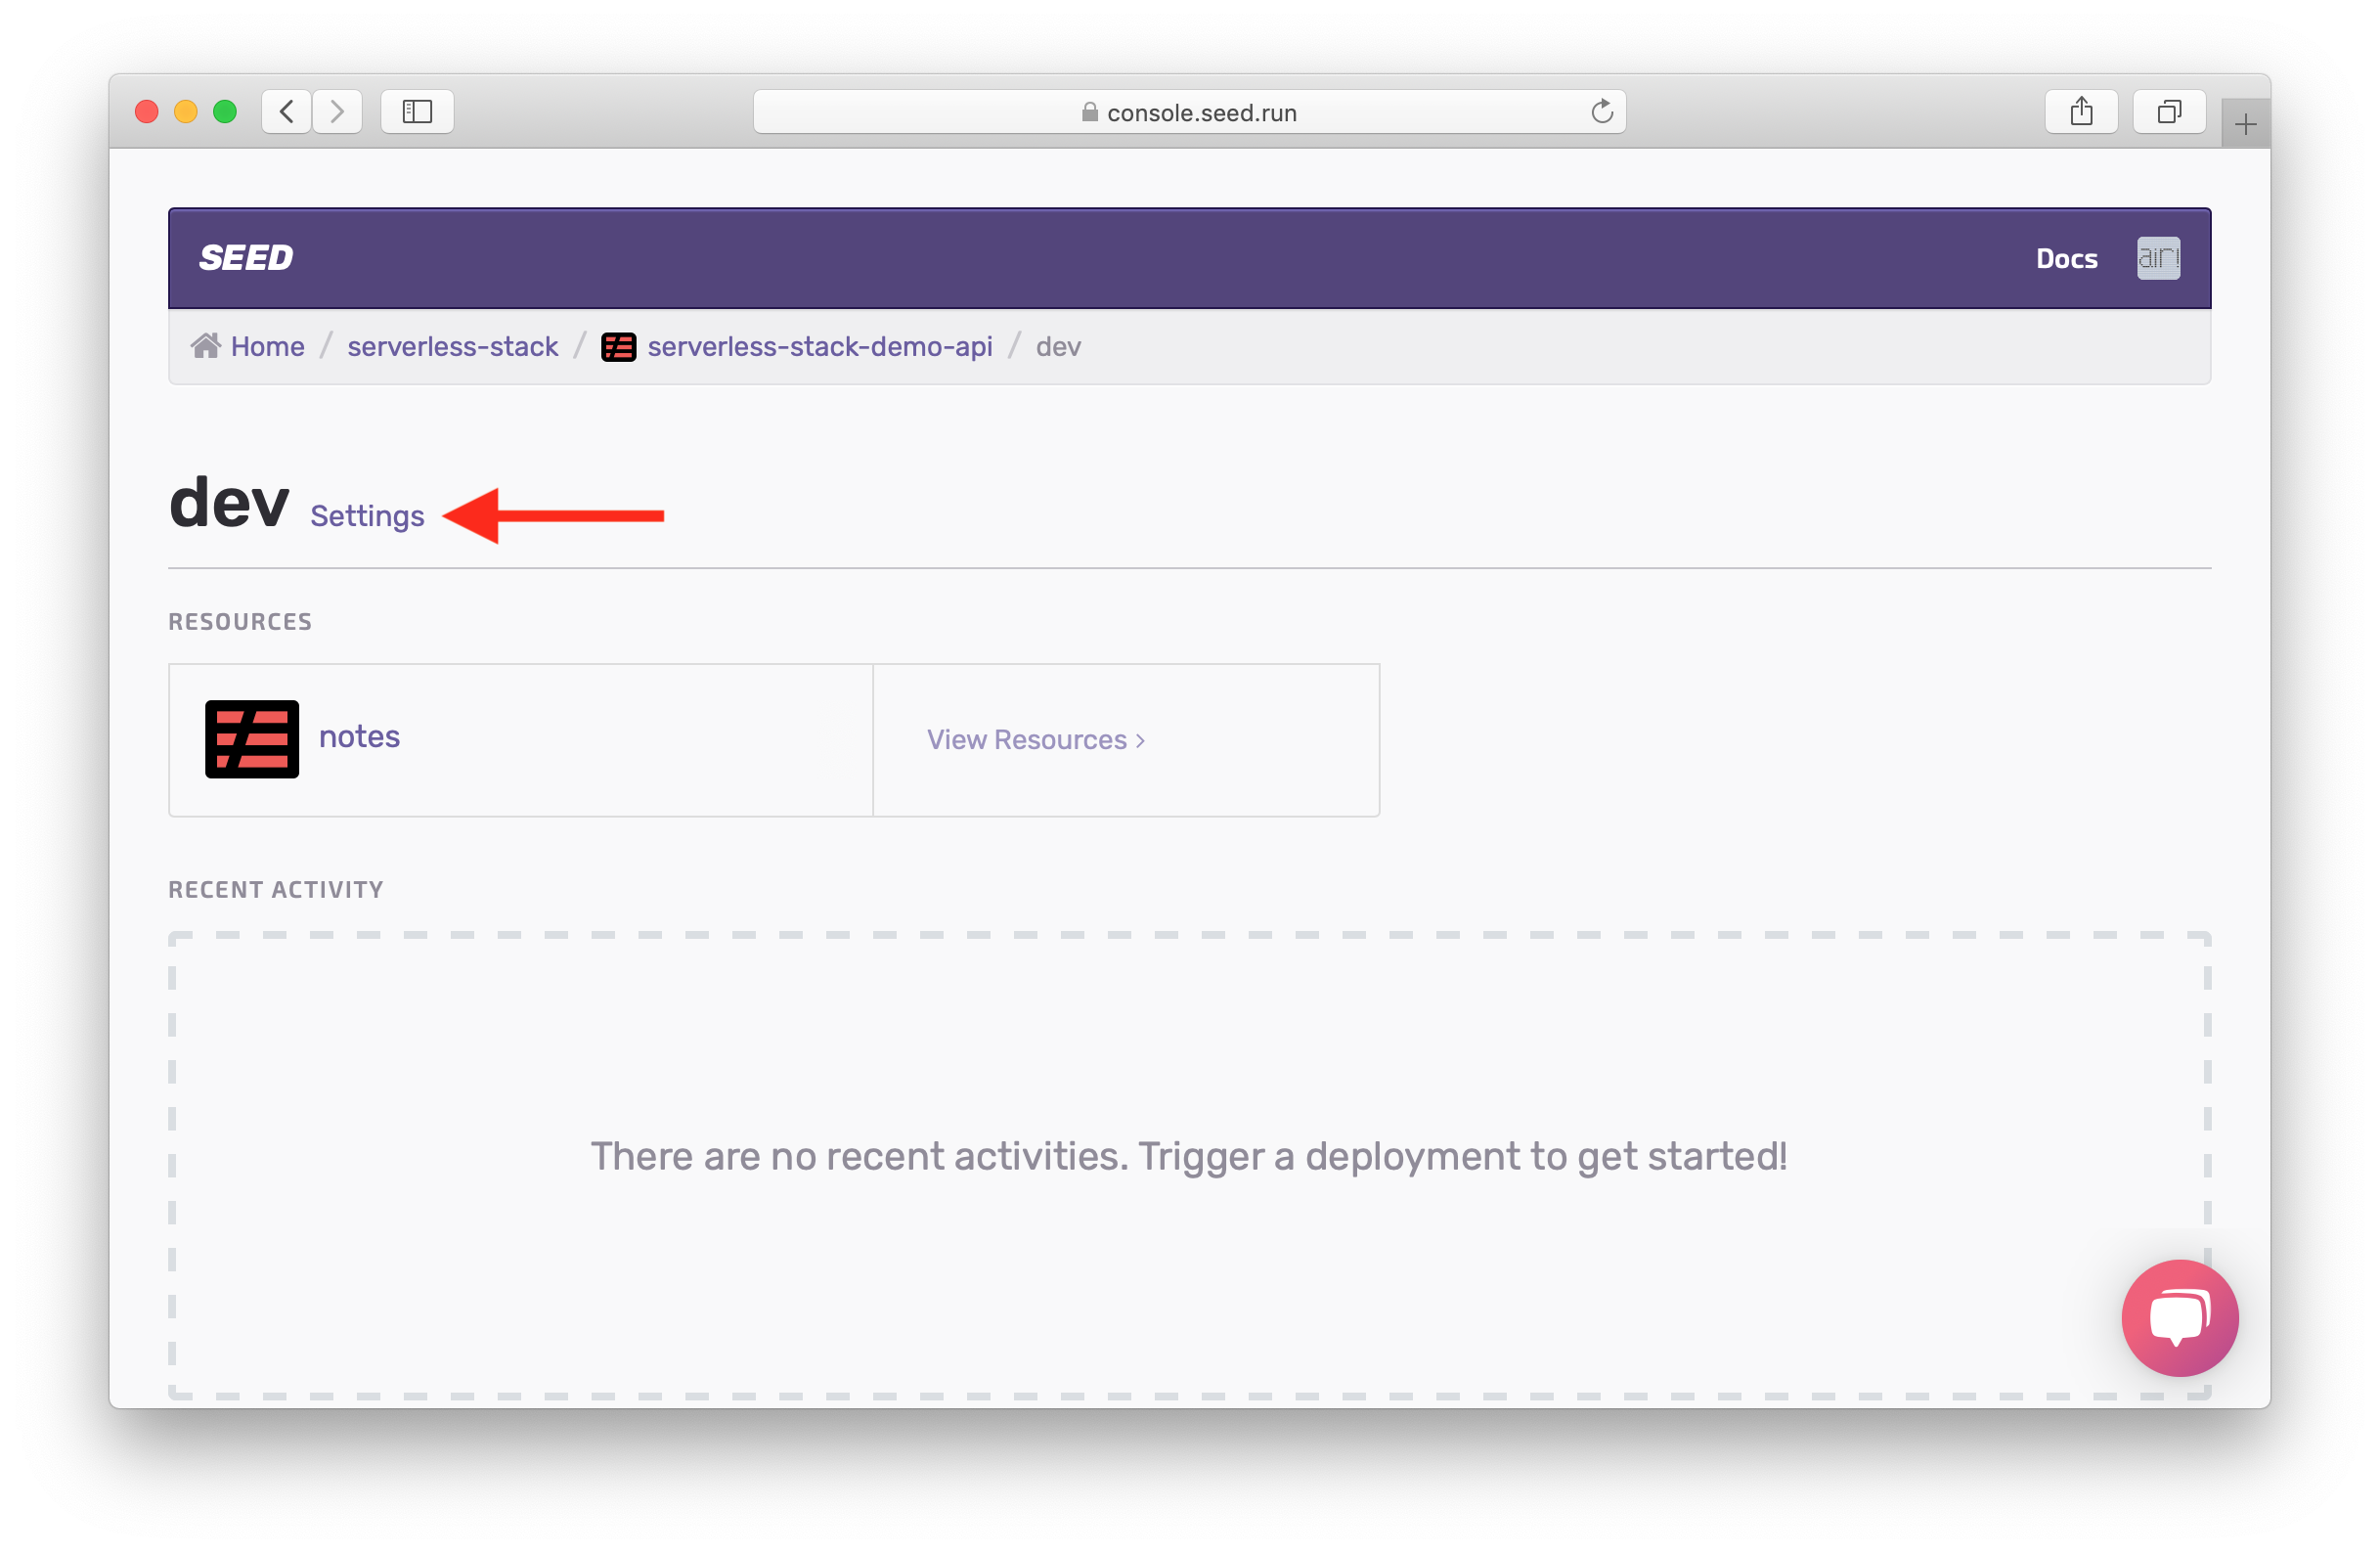 console.seed.run
SEED
Docs
Home / serverless-stack / serverless-stack-demo-api / dev
dev Settings
RESOURCES
notes
View Resources >
RECENT ACTIVITY
There are no recent activities. Trigger a deployment to get started!